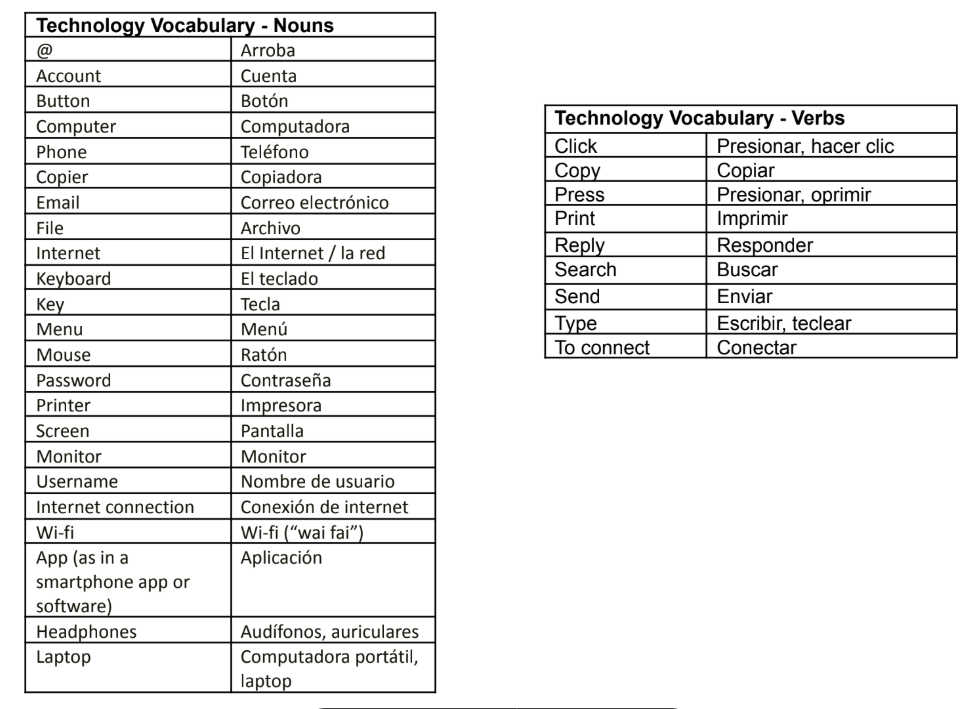 Technology Vocabulary - Nouns
@ Arroba
Account Cuenta
Button Botón
Computer Computadora
Phone Teléfono
Copier Copiadora
Email Correo electrónico
File Archivo
Internet El Internet / la red
Keyboard El teclado
Key Tecla
Menu Menú
Mouse Ratón
Password Contraseña
Printer Impresora
Screen Pantalla
Monitor Monitor
Username Nombre de usuario
Internet connection Conexión de internet
Wi-fi Wi-fi (“wai fai”)
App (as in a Aplicación
smartphone app or
software)
Headphones Audífonos, auriculares
Laptop Computadora portátil,
laptop
Technology Vocabulary - Verbs
Click Presionar, hacer clic
Copy Copiar
Press Presionar, oprimir
Print Imprimir
Reply Responder
Search Buscar
Send Enviar
Type Escribir, teclear
To connect Conectar